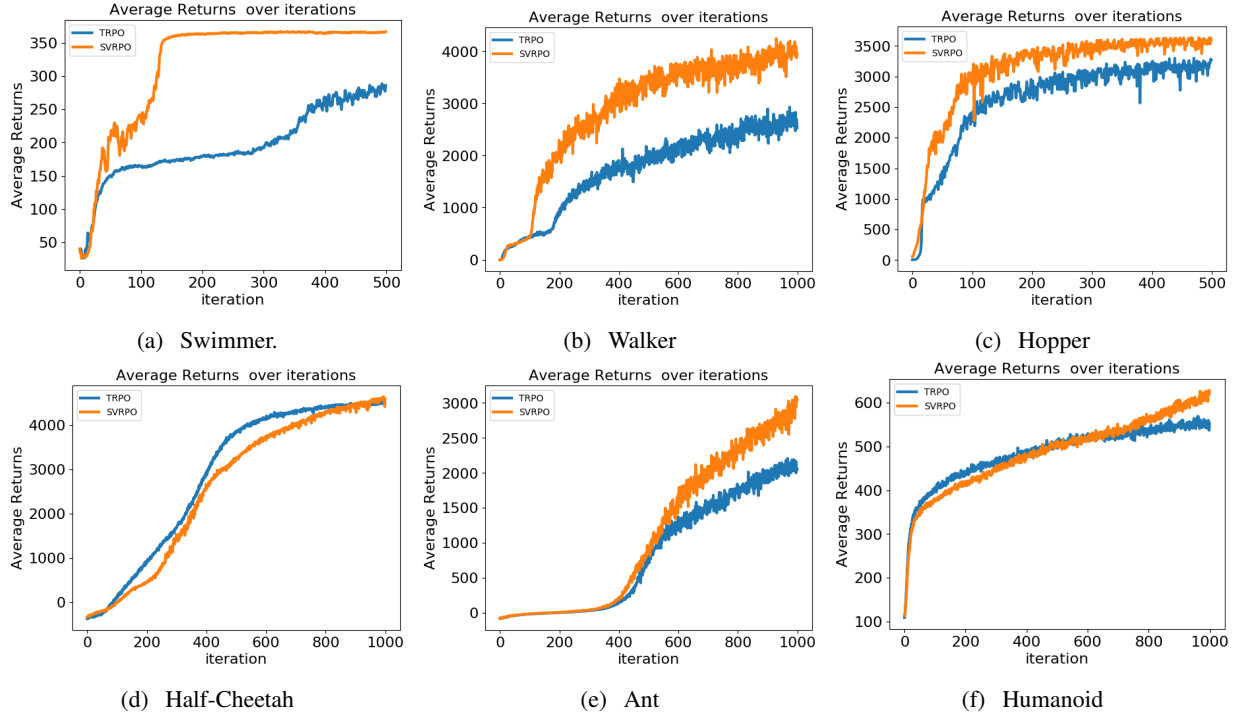 Average Returns  over iterations
TRPO
SVRPO
350
300
250
200
150
100
50
0
100
200
300
400
500
Average Returns
iteration
(a)  Swimmer.
Average Returns  over iterations
TRPO
SVRPO
4000
3000
2000
1000
0
0
200
400
600
800
1000
Average Returns
iteration
(b)  Walker
Average Returns  over iterations
TRPO
SVRPO
3500
3000
2500
2000
1500
1000
500
0
0
100
200
300
400
500
Average Returns
iteration
(c)  Hopper
Average Returns  over iterations
TRPO
SVRPO
4000
3000
2000
1000
0
0
200
400
600
800
1000
Average Returns
iteration
(d)  Half-Cheetah
Average Returns  over iterations
TRPO
SVRPO
3000
2500
2000
1500
1000
500
0
0
200
400
600
800
1000
Average Returns
iteration
(e)  Ant
Average Returns  over iterations
TRPO
SVRPO
600
500
400
300
200
100
0
200
400
600
800
1000
Average Returns
iteration
(f)  Humanoid